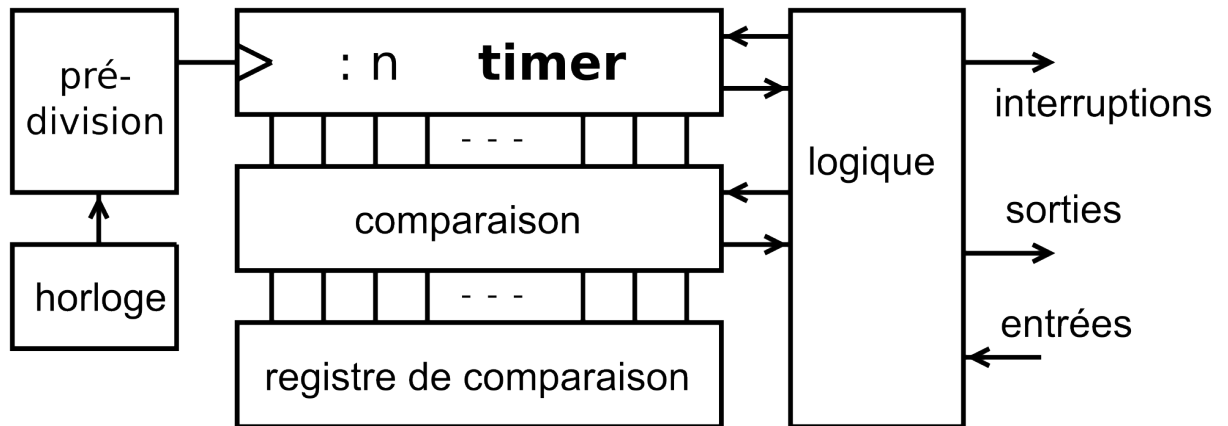 pré-
division
: n timer
- - -
comparaison
- - -
registre de comparaison
horloge
logique
interruptions
sorties
entrées